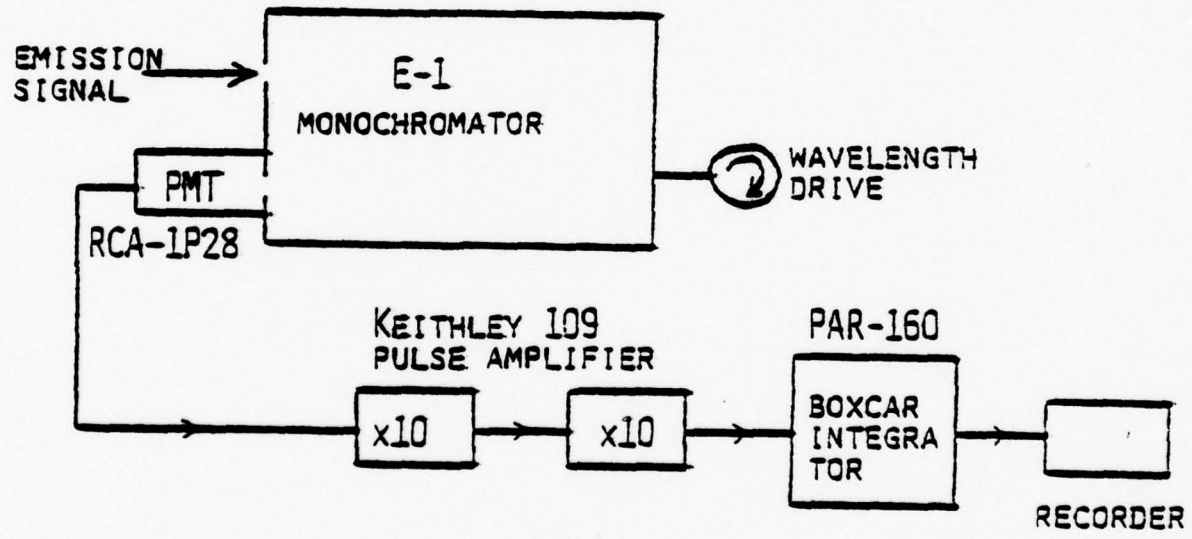 EMISSION
SIGNAL
E-1
MONOCHROMATOR
PMT
RCA-1P28
WAVELENGTH
DRIVE
KEITHLEY 109
PULSE AMPLIFIER
x10
x10
PAR-160
BOXCAR
INTEGRA
TOR
RECORDER